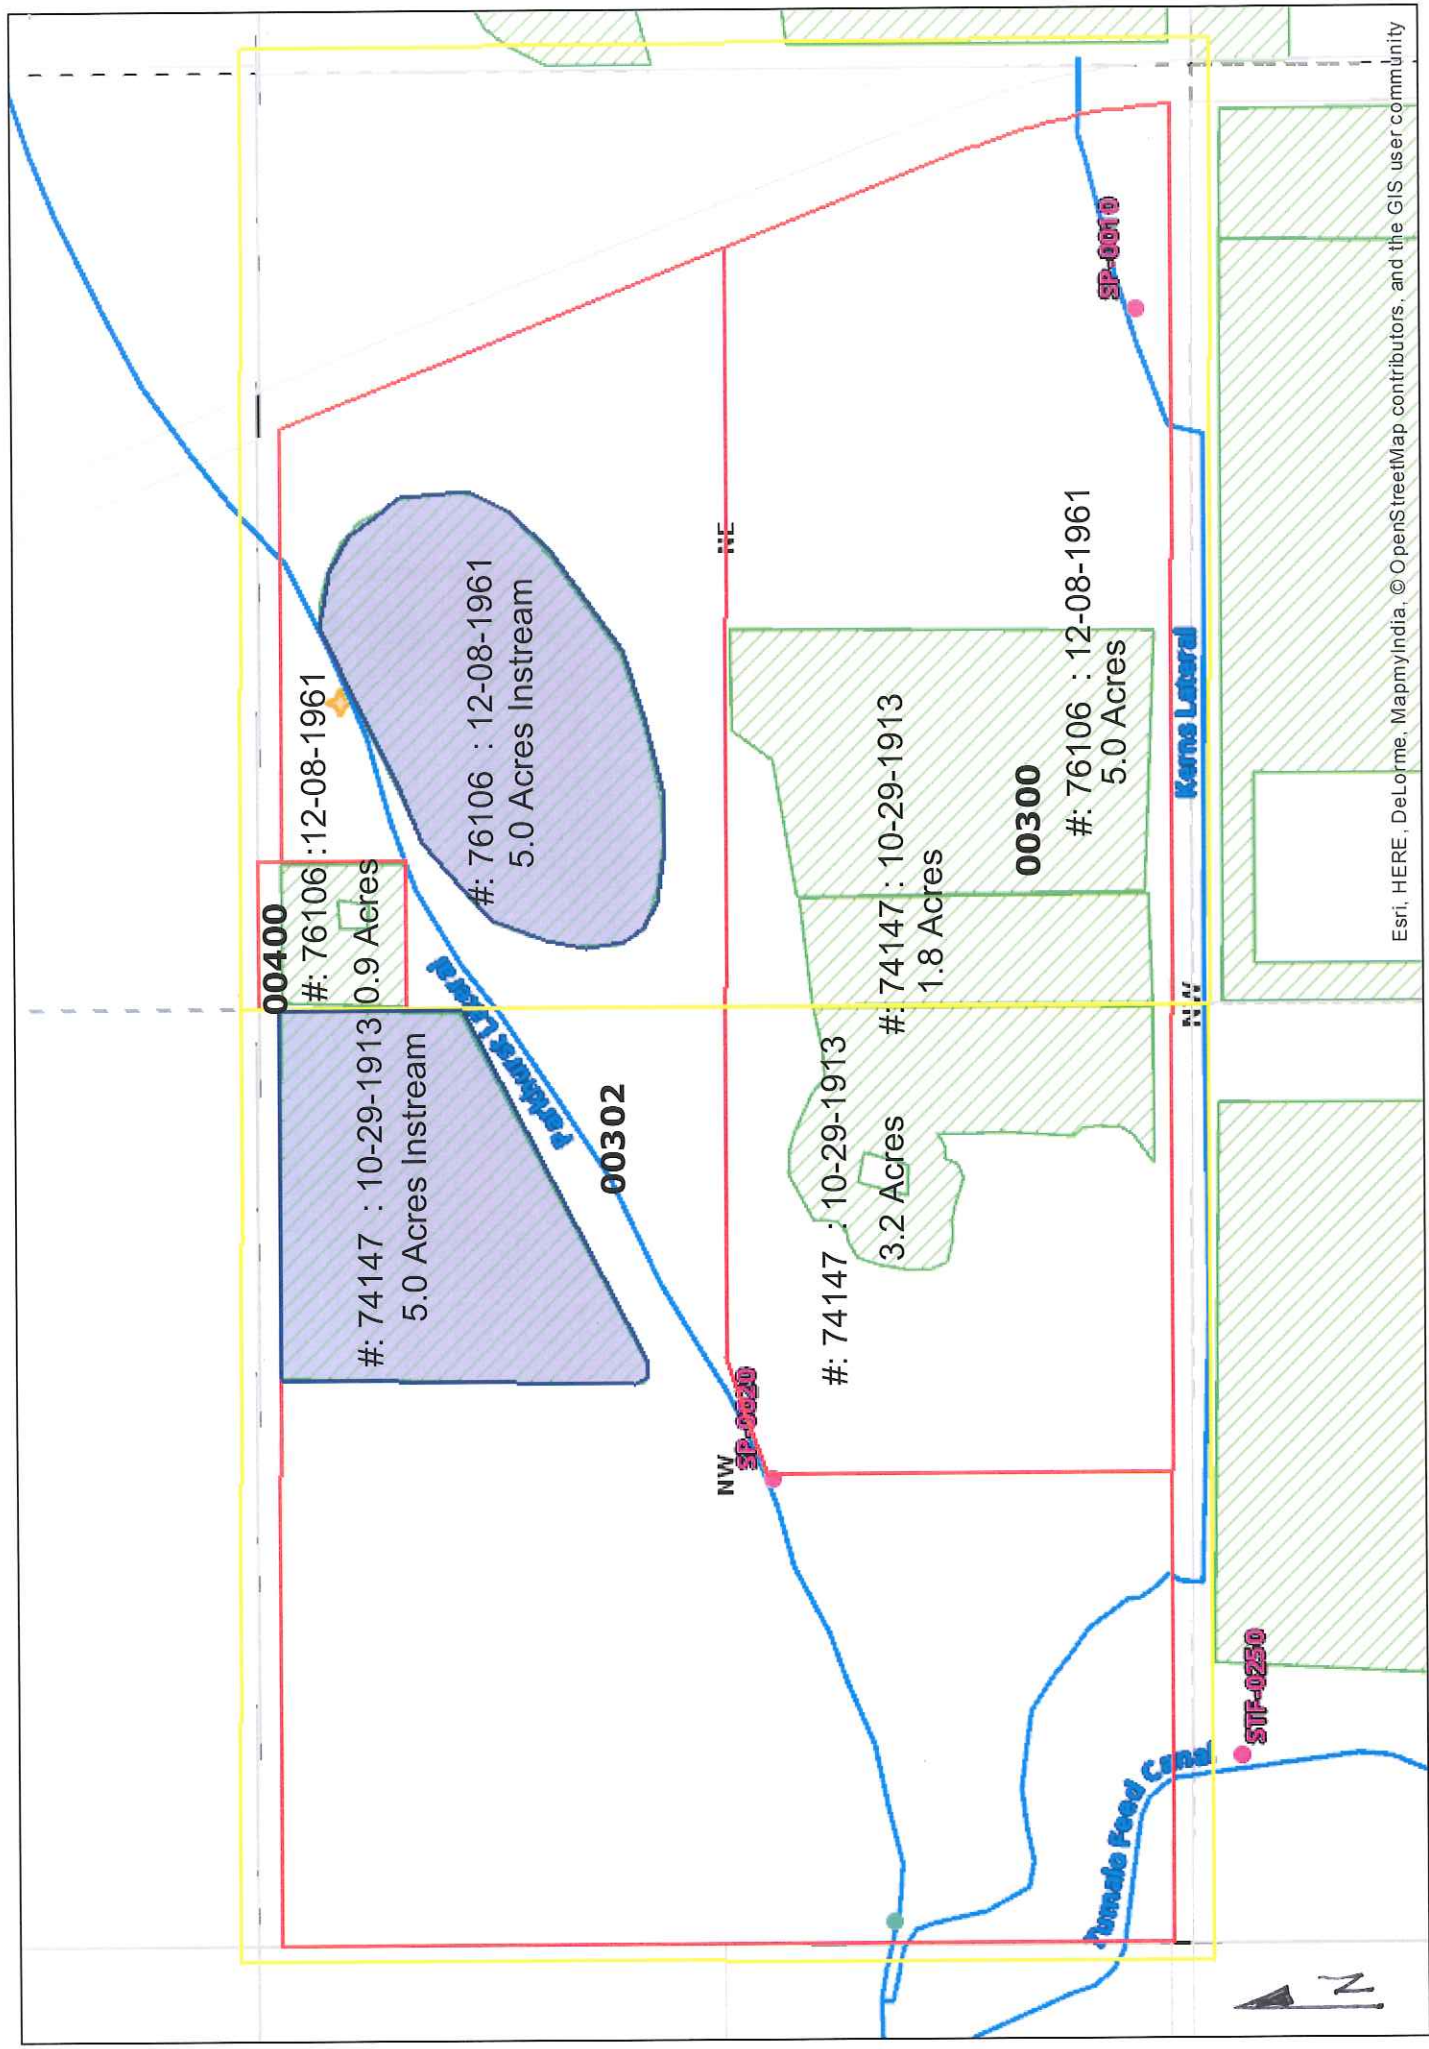 00400
#: 76106 :12-08-1961
0.9 Acres
#: 74147 : 10-29-1913
5.0 Acres Instream
#: 76106 : 12-08-1961
5.0 Acres Instream
Parkhurst Lateral
00302
NW
NE
SP-0020
#: 74147 : 10-29-1913
3.2 Acres
#: 74147 : 10-29-1913
1.8 Acres
00300
#: 76106 : 12-08-1961
5.0 Acres
SP-0010
Kerns Lateral
NW
Tumalo Feed Canal
STF-0250
N
Esri, HERE, DeLorme, MapmyIndia, © OpenStreetMap contributors, and the GIS user community